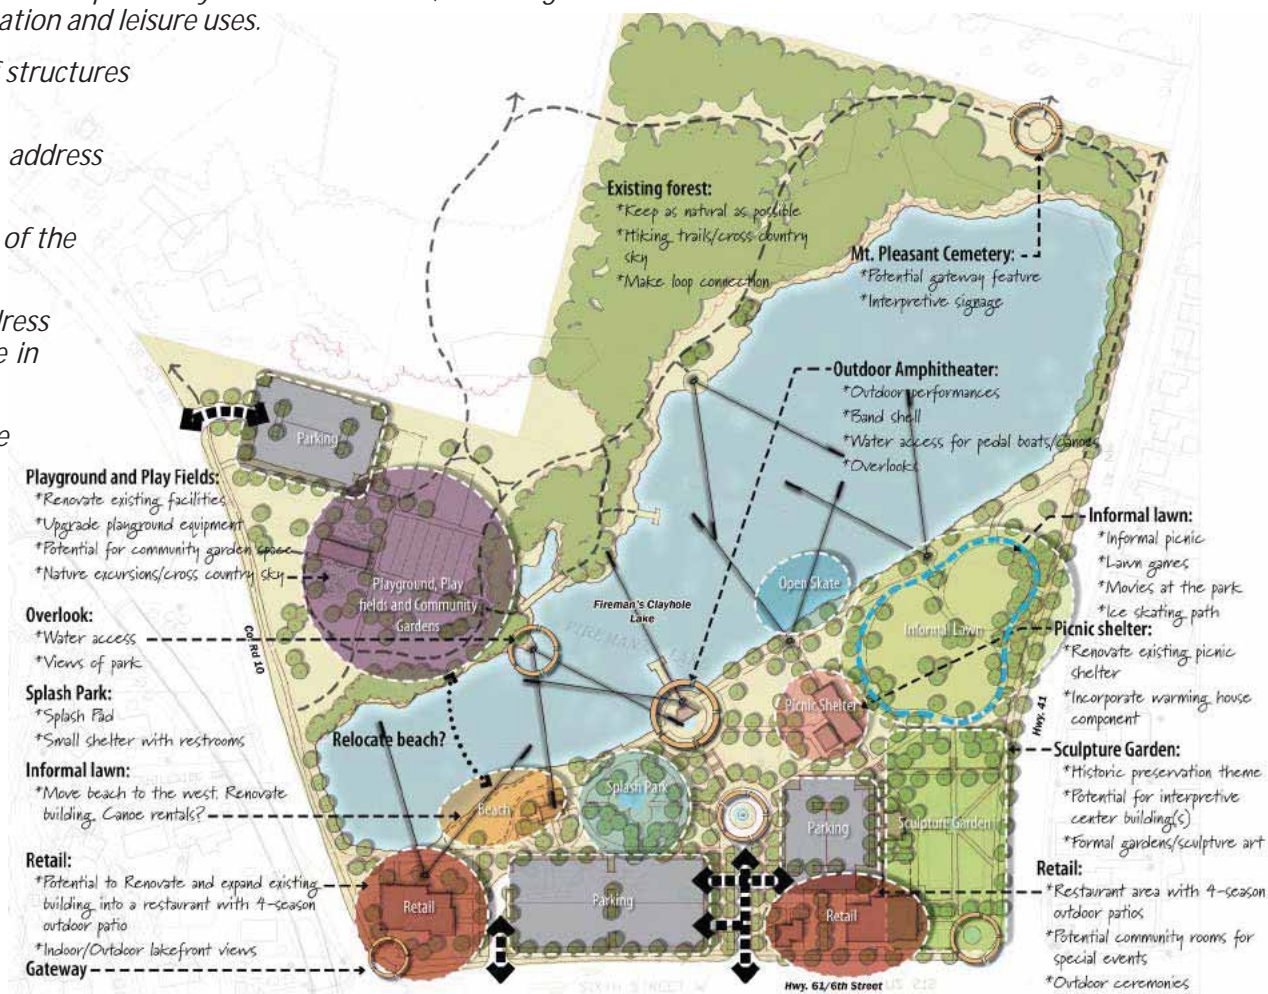 ation and leisure uses.
structures
address
of the
ress
e in
e
Existing forest:
*Keep as natural as possible
*Hiking trails/cross country
sky
*Make loop connection
Mt. Pleasant Cemetery:
*Potential gateway feature
*Interpretive signage
Outdoor Amphitheater:
*Outdoor performances
*Band shell
*Water access for pedal boats/canoes
*Overlooks
Parking
Playground and Play Fields:
*Renovate existing facilities
*Upgrade playground equipment
*Potential for community garden space
*Nature excursions/cross country sky
Playground, Play
fields and Community
Gardens
Open Skate
Fireman's Clayhole
Lake
FIREMAN'S LAKE
Informal lawn:
*Informal picnic
*Lawn games
*Movies at the park
*Ice skating path
Informal Lawn
Overlook:
*Water access
*Views of park
Co. Rd 10
Picnic shelter:
*Renovate existing picnic
shelter
*Incorporate warming house
component
Picnic Shelter
Hwy. 41
Splash Park:
*Splash Pad
*Small shelter with restrooms
Relocate beach?
Sculpture Garden:
*Historic preservation theme
*Potential for interpretive
center building(s)
*Formal gardens/sculpture art
Informal lawn:
*Move beach to the west. Renovate
building. Canoe rentals?
Beach
Splash Park
Parking
Sculpture Garden
Retail:
*Potential to Renovate and expand existing
building into a restaurant with 4-season
outdoor patio
*Indoor/Outdoor lakefront views
Retail
Parking
Retail
Retail:
*Restaurant area with 4-season
outdoor patios
*Potential community rooms for
special events
*Outdoor ceremonies
Gateway
Hwy. 61/6th Street
US 212